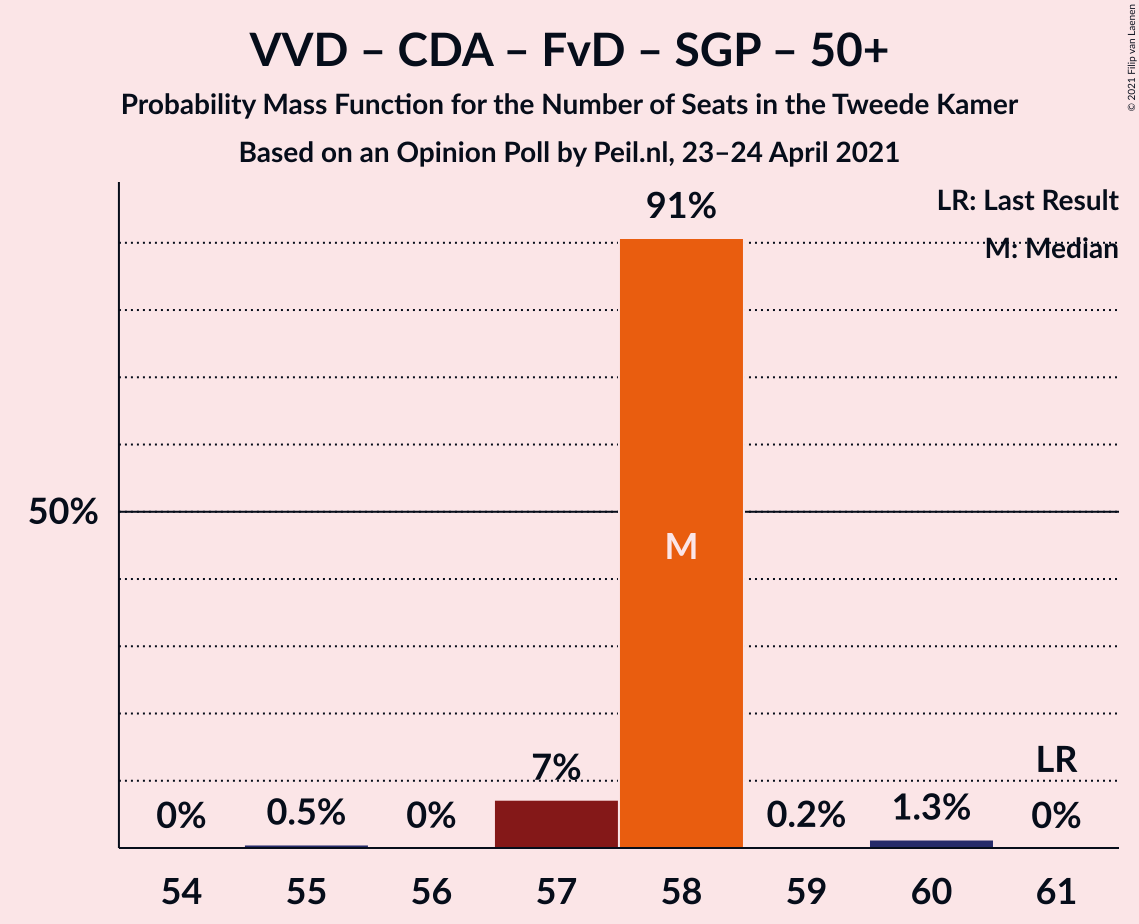 VVD – CDA – FvD – SGP – 50+
Probability Mass Function for the Number of Seats in the Tweede Kamer
Based on an Opinion Poll by Peil.nl, 23–24 April 2021
© 2021 Filip van Laenen
LR: Last Result
M: Median
91%
50%
M
7%
LR
0%
0.5%
0%
0.2%
1.3%
0%
54 55 56 57 58 59 60 61